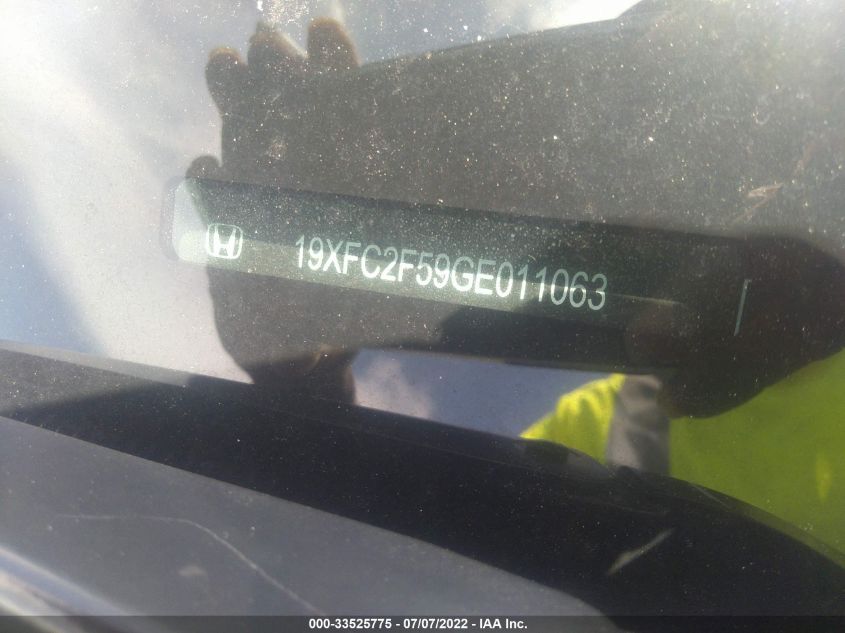 19XFC2F59GE011063
000-33525775 - 07/07/2022 - IAA Inc.